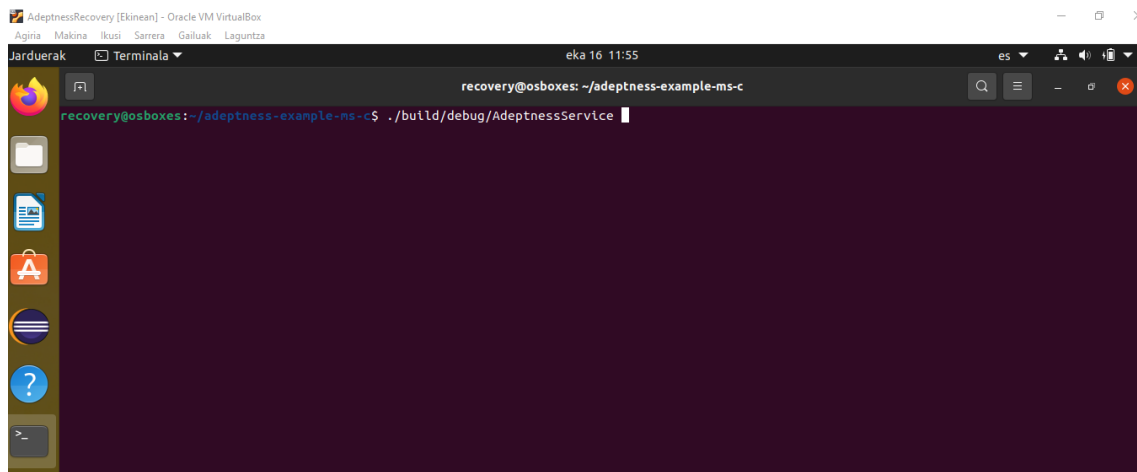 AdeptnessRecovery [Ekinean] - Oracle VM VirtualBox
Agiria Makina Ikusi Sarrera Gailuak Laguntza
Jarduerak Terminala eka 16 11:55 es
recovery@osboxes: ~/adeptness-example-ms-c
recovery@osboxes:~/adeptness-example-ms-c$ ./build/debug/AdeptnessService